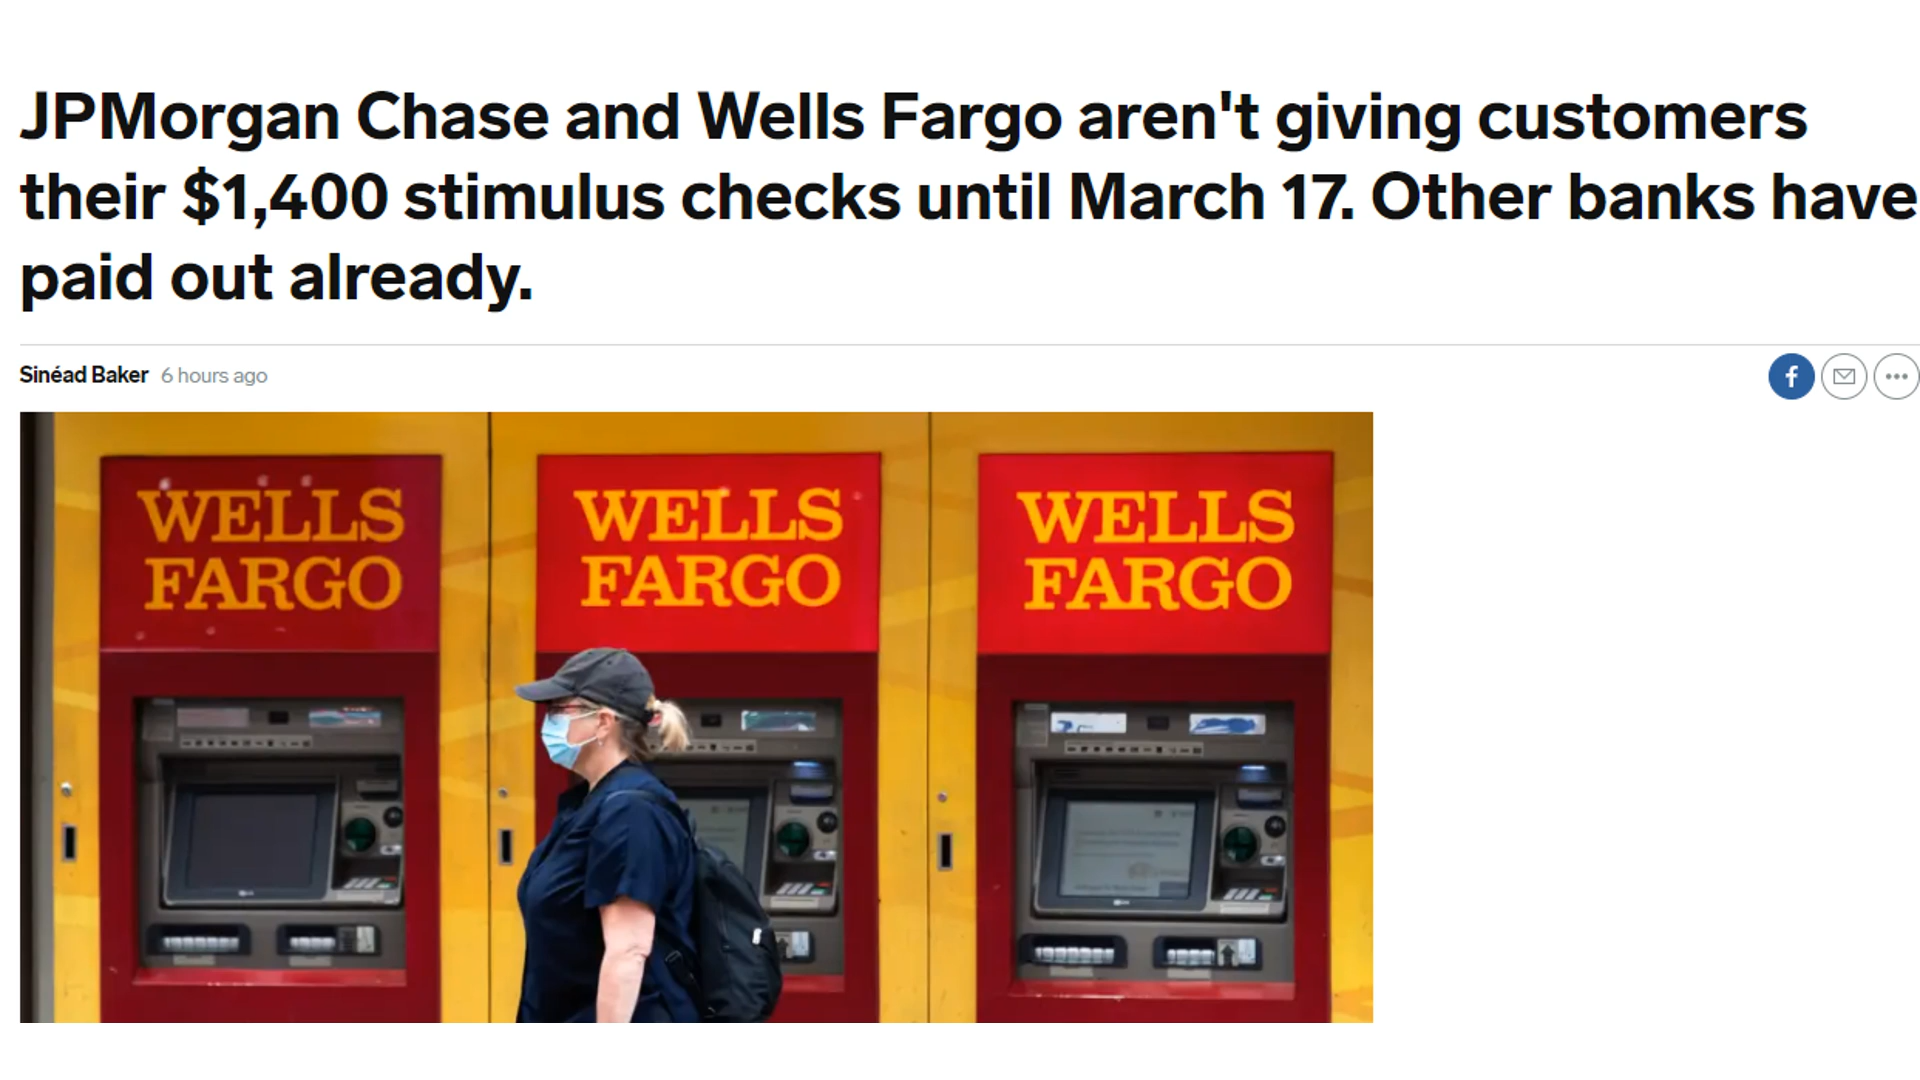 JPMorgan Chase and Wells Fargo aren't giving customers
their $1,400 stimulus checks until March 17. Other banks have
paid out already.
Sinéad Baker 6 hours ago
WELLS
FARGO
WELLS
FARGO
WELLS
FARGO